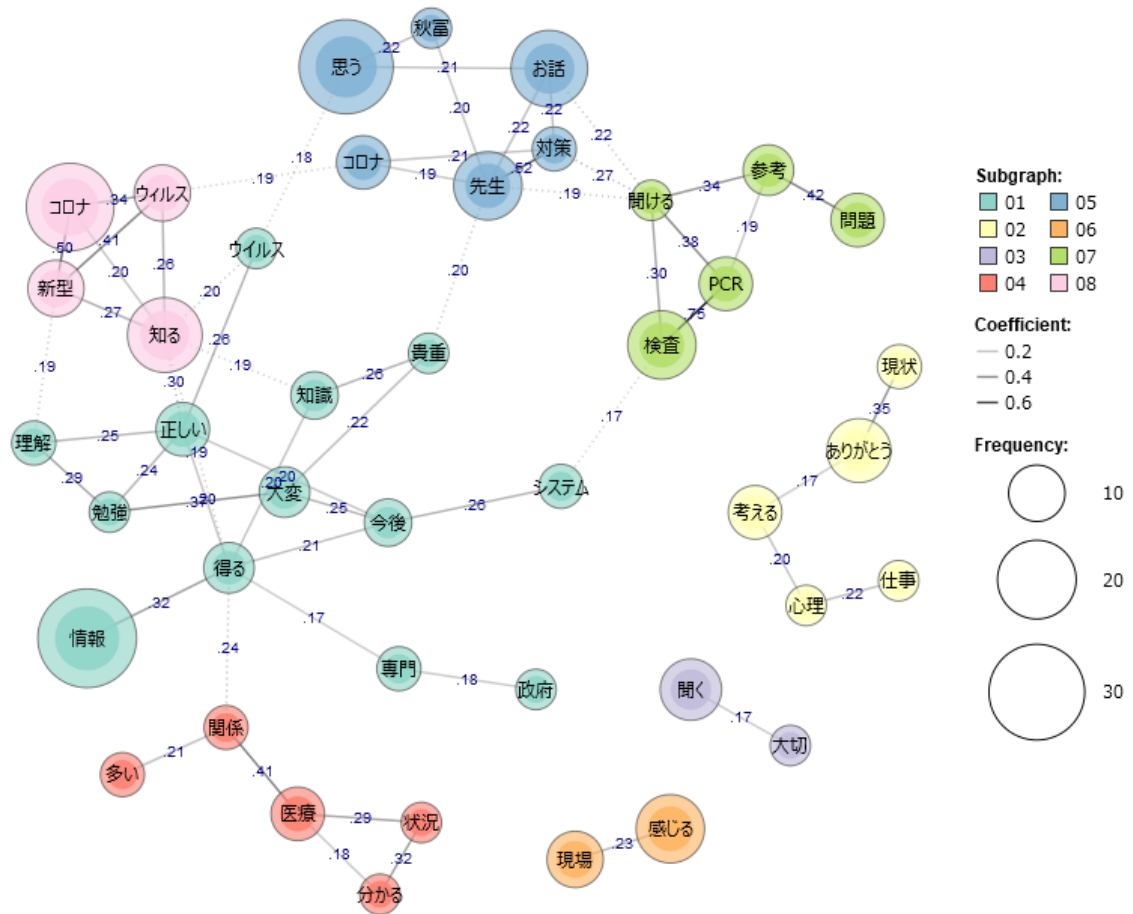 秋冨
.22
思う
.21
お話
.20
.22
.22
.22
対策
.18
コロナ
.21
.52
.27
参考
.19
.19
先生
.19
.34
コロナ
.34
ウィルス
聞ける
.42
問題
.50
.41
ウイルス
.38
.19
.20
.26
.20
.20
.30
PCR
新型
.27
知る
.26
.75
検査
.19
.30
.19
知識
.26
貴重
.17
現状
.22
.35
理解
.25
正しい
.19
ありがとう
.29
.24
.20
.20
大変
.17
勉強
.37
.20
.25
今後
.26
システム
考える
.21
得る
.20
情報
.32
心理
.22
仕事
.24
.17
専門
.18
政府
聞く
.17
大切
関係
.21
多い
.41
医療
.29
状況
.18
.32
分かる
現場
.23
感じる
Subgraph:
01 05
02 06
03 07
04 08
Coefficient:
0.2
0.4
0.6
Frequency:
10
20
30